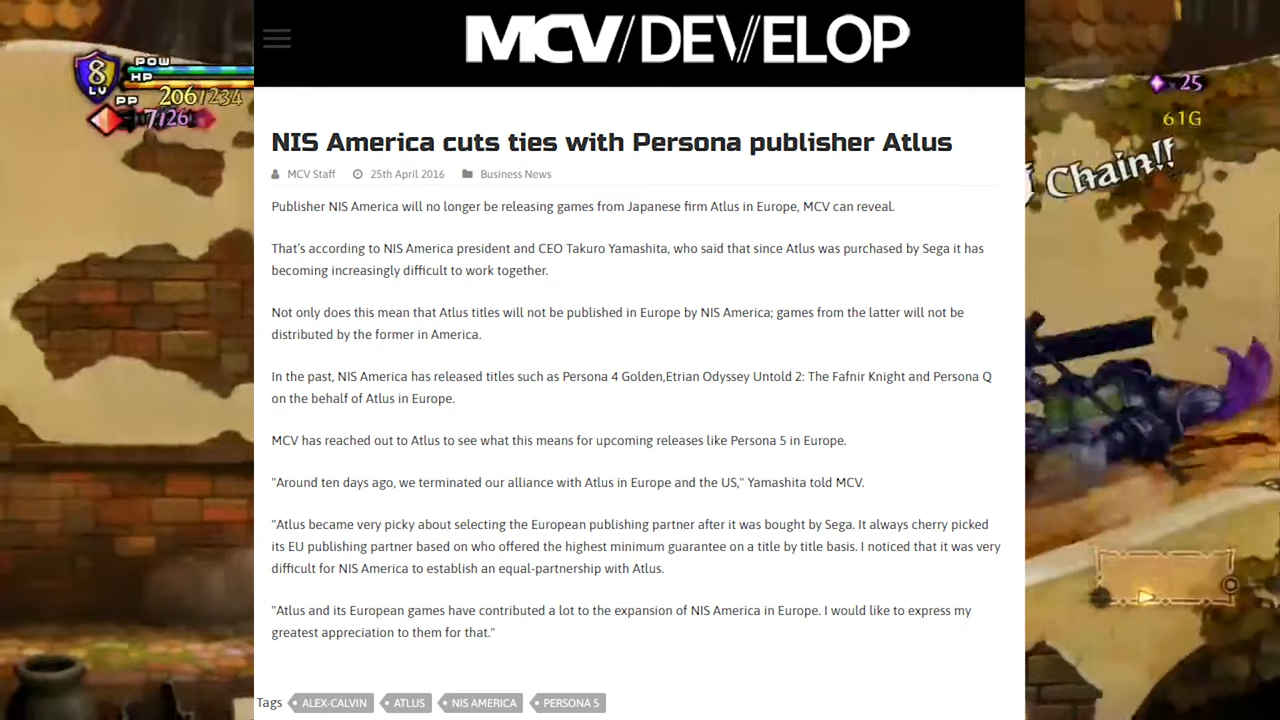 MCV/DEVELOP
POW
8
LV
HP
PP
206/234
7/26
25
61G
Chain!!
NIS America cuts ties with Persona publisher Atlus
MCV Staff 25th April 2016 Business News
Publisher NIS America will no longer be releasing games from Japanese firm Atlus in Europe, MCV can reveal.
That's according to NIS America president and CEO Takuro Yamashita, who said that since Atlus was purchased by Sega it has
becoming increasingly difficult to work together.
Not only does this mean that Atlus titles will not be published in Europe by NIS America; games from the latter will not be
distributed by the former in America.
In the past, NIS America has released titles such as Persona 4 Golden,Etrian Odyssey Untold 2: The Fafnir Knight and Persona Q
on the behalf of Atlus in Europe.
MCV has reached out to Atlus to see what this means for upcoming releases like Persona 5 in Europe.
"Around ten days ago, we terminated our alliance with Atlus in Europe and the US," Yamashita told MCV.
"Atlus became very picky about selecting the European publishing partner after it was bought by Sega. It always cherry picked
its EU publishing partner based on who offered the highest minimum guarantee on a title by title basis. I noticed that it was very
difficult for NIS America to establish an equal-partnership with Atlus.
"Atlus and its European games have contributed a lot to the expansion of NIS America in Europe. I would like to express my
greatest appreciation to them for that."
Tags ALEX-CALVIN ATLUS NIS AMERICA PERSONA 5